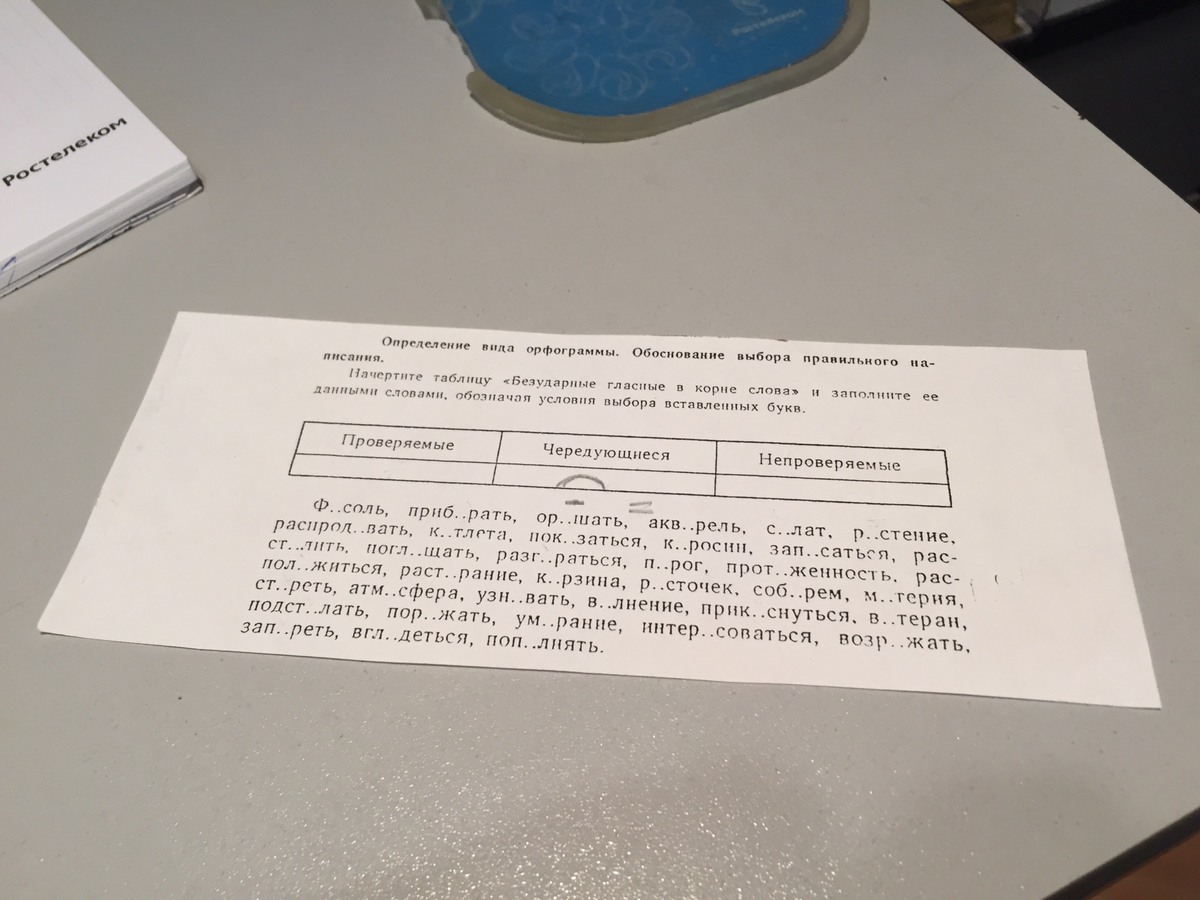 Ростелеком
Ростелеком
Определение вида орфограммы. Обоснование выбора правильного на-
писания.
Начертите таблицу «Безударные гласные в корне слова» и заполните ее
данными словами, обозначая условия выбора вставленных букв.
Проверяемые Чередующиеся Непроверяемые
Ф..соль, приб..рать, ор..шать, акв..рель, с..лат, р..стение,
распрод..вать, к..тлета, пок..заться, к..росин, зап..саться, рас-
ст..лить, погл..щать, разг..раться, п..рог, прот..женность, рас-
пол..житься, раст..рание, к..рзина, р..сточек, соб..рем, м..терия,
ст..реть, атм..сфера, узн..вать, в..лнение, прик..снуться, в..теран,
подст..лать, пор..жать, ум..рание, интер..соваться, возр..жать,
зап..реть, вгл..деться, поп..лнять.